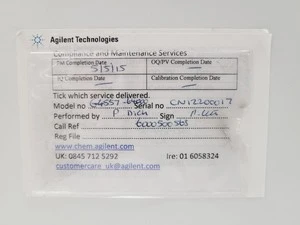 Agilent Technologies
Compliance and Maintenance Services
PM Completion Date OQ/PV Completion Date
5/5/15
IQ Completion Date Calibration Completion Date
Tick which service delivered.
Model no Serial no
Performed by Sign
Call Ref 6000500563
Reg File
www.chem.agilent.com
UK: 0845 712 5292 Ire: 01 6058324
customercare_uk@agilent.com